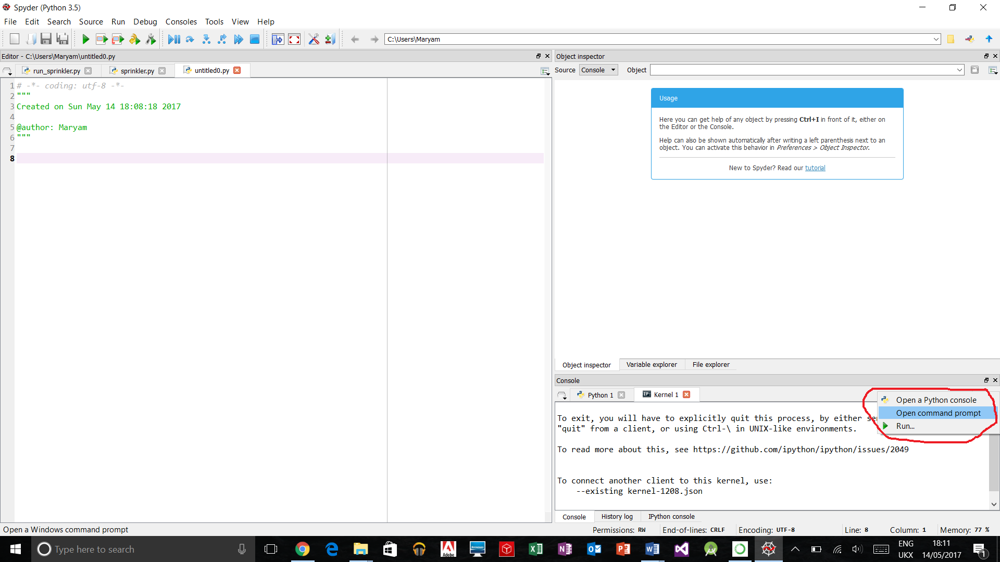 Spyder (Python 3.5)
File Edit Search Source Run Debug Consoles Tools View Help
C:\Users\Maryam
Editor - C:\Users\Maryam\untitled0.py
run_sprinkler.py sprinkler.py untitled0.py
1 # -*- coding: utf-8 -*-
2 """
3 Created on Sun May 14 18:08:18 2017
4
5 @author: Maryam
6 """
7
8
Object inspector
Source Console Object
Usage
Here you can get help of any object by pressing Ctrl+I in front of it, either on
the Editor or the Console.
Help can also be shown automatically after writing a left parenthesis next to an
object. You can activate this behavior in Preferences > Object Inspector.
New to Spyder? Read our tutorial
Object inspector Variable explorer File explorer
Console
Python 1 IP: Kernel 1
Open a Python console
Open command prompt
Run...
To exit, you will have to explicitly quit this process, by either
"quit" from a client, or using Ctrl-\ in UNIX-like environments.
To read more about this, see https://github.com/ipython/ipython/issues/2049
To connect another client to this kernel, use:
--existing kernel-1208.json
Console History log IPython console
Open a Windows command prompt
Permissions: RW End-of-lines: CRLF Encoding: UTF-8 Line: 8 Column: 1 Memory: 77 %
Type here to search
Adobe
ENG
UKX
18:11
14/05/2017
1